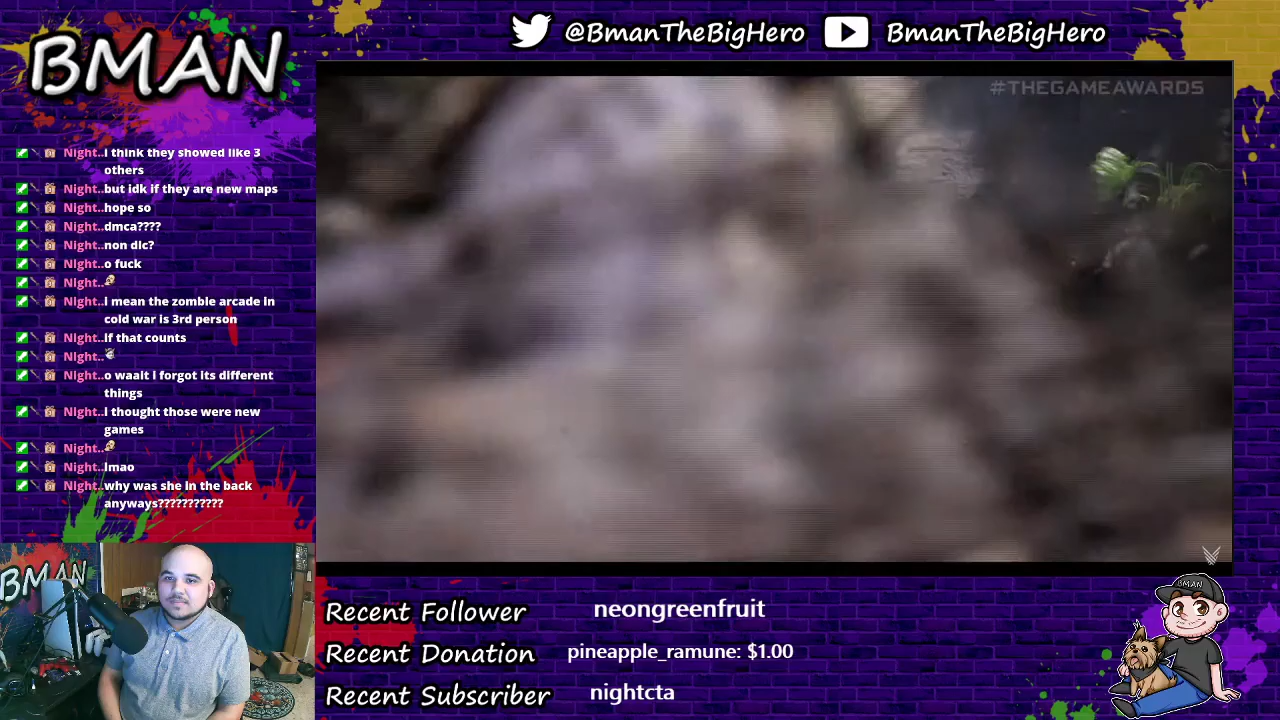 BMAN
@BmanTheBigHero
BmanTheBigHero
#THEGAMEAWARDS
Night.. i think they showed like 3
others
Night.. but idk if they are new maps
Night.. hope so
Night.. dmca????
Night.. non dlc?
Night.. o fuck
Night..
Night.. i mean the zombie arcade in
cold war is 3rd person
Night.. if that counts
Night..
Night.. o waait i forgot its different
things
Night.. i thought those were new
games
Night..
Night.. lmao
Night.. why was she in the back
anyways???????????
BMAN
Recent Follower neongreenfruit
Recent Donation pineapple_ramune: $1.00
Recent Subscriber nightcta
BMAN